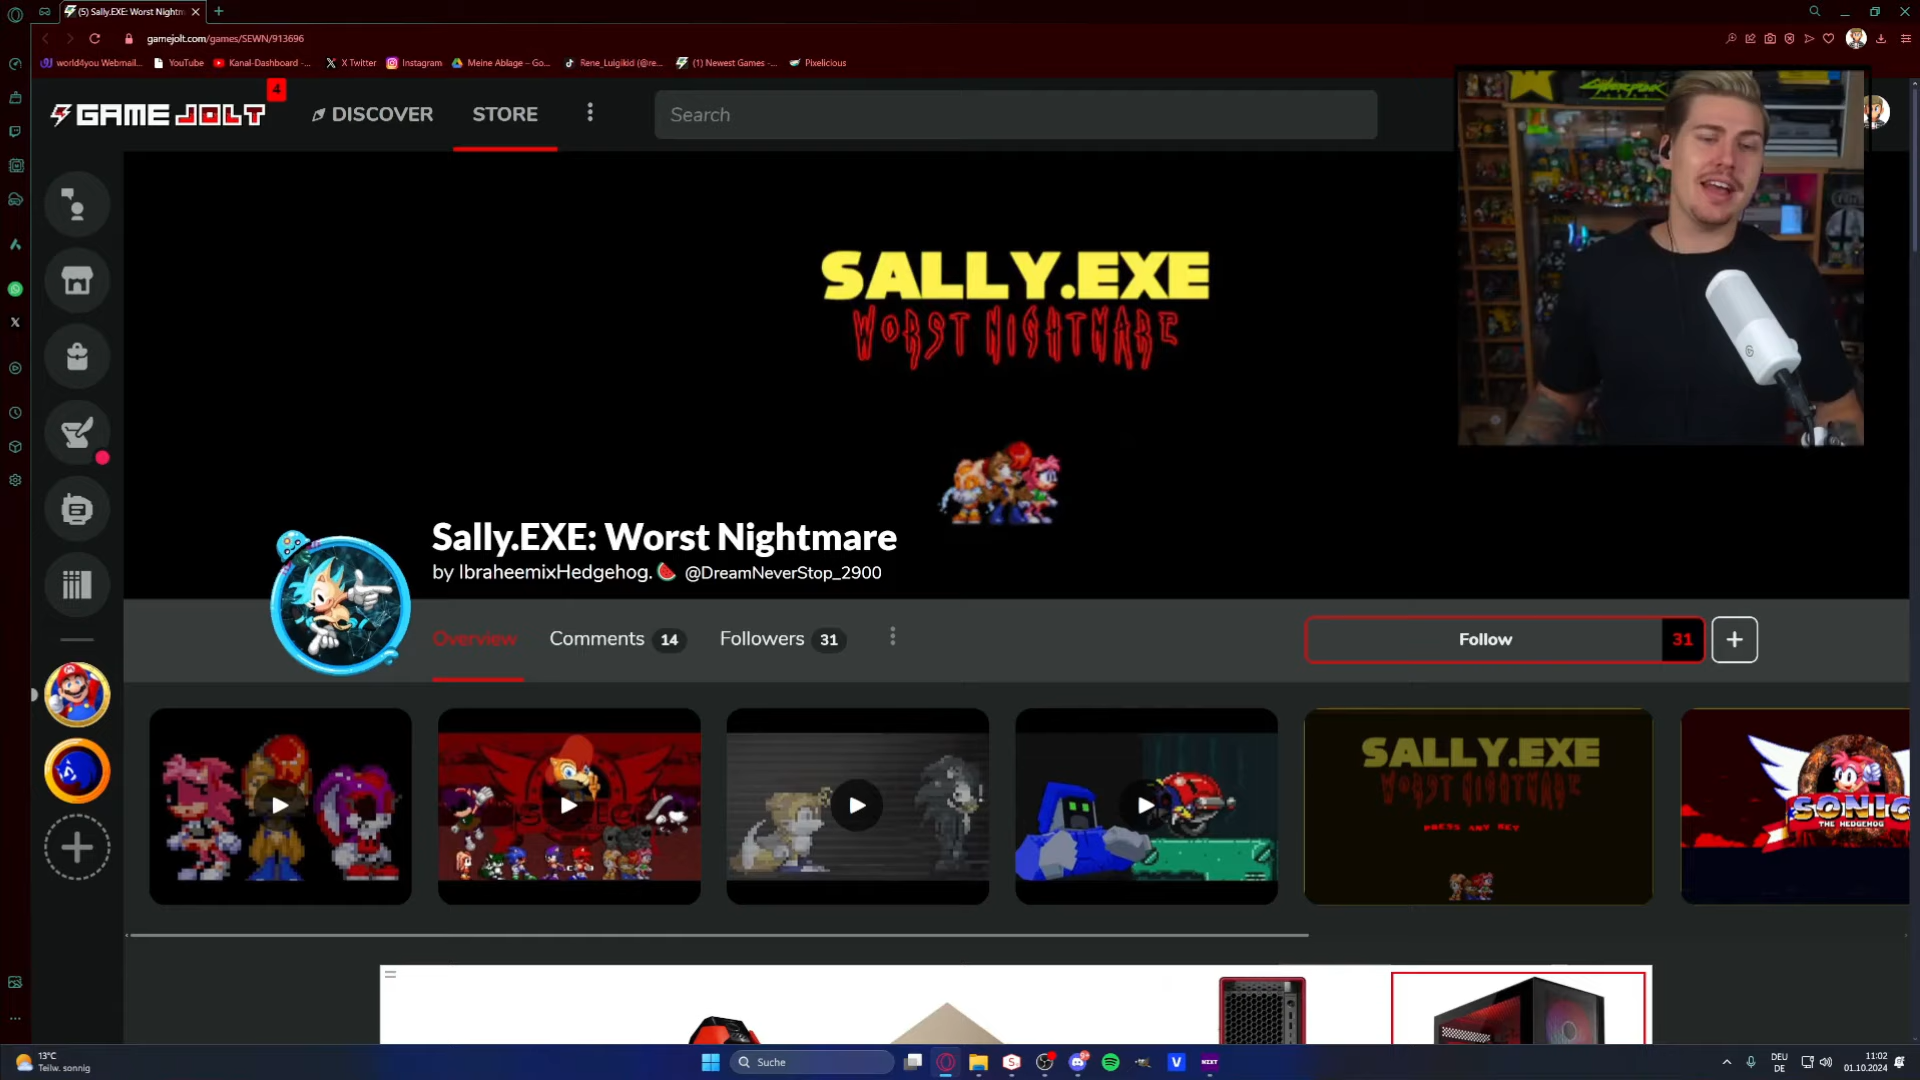 (5) Sally.EXE: Worst Nightm
gamejolt.com/games/SEWN/913696
world4you Webmail...
YouTube
Kanal-Dashboard -...
X Twitter
Instagram
Meine Ablage – Go...
Rene_Luigikid (@re...
(1) Newest Games -...
Pixelicious
GAME JOLT
4
DISCOVER
STORE
Search
CYBERPUNK
SALLY.EXE
WORST NIGHTMARE
Sally.EXE: Worst Nightmare
by IbraheemixHedgehog.🍉 @DreamNeverStop_2900
Overview
Comments 14
Followers 31
Follow 31
SALLY.EXE
WORST NIGHTMARE
PRESS ANY KEY
SONIC
THE HEDGEHOG
13°C
Teilw. sonnig
Suche
NZXT
DEU
DE
11:02
01.10.2024